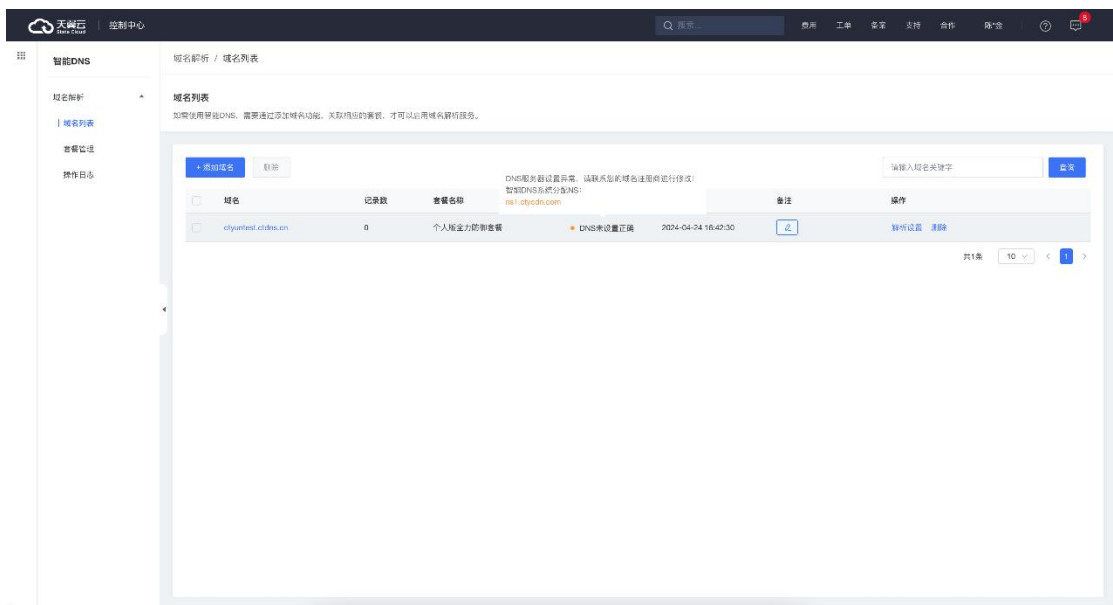 天翼云 控制中心 搜索... 费用 工单 备案 支持 合作 陈*金 8
State Cloud
智能DNS
域名解析 / 域名列表
域名解析
域名列表
套餐管理
操作日志
域名列表
如需使用智能DNS，需要通过添加域名功能，关联相应的套餐，才可以启用域名解析服务。
+ 添加域名 删除 请输入域名关键字 查询
DNS服务器设置异常，请联系您的域名注册商进行修改！
智能DNS系统分配NS：
ns1.ctycdn.com
域名 记录数 套餐名称 备注 操作
ctyuntest.ctdns.cn 0 个人版全力防御套餐 DNS未设置正确 2024-04-24 16:42:30 解析设置 删除
共1条 10 1